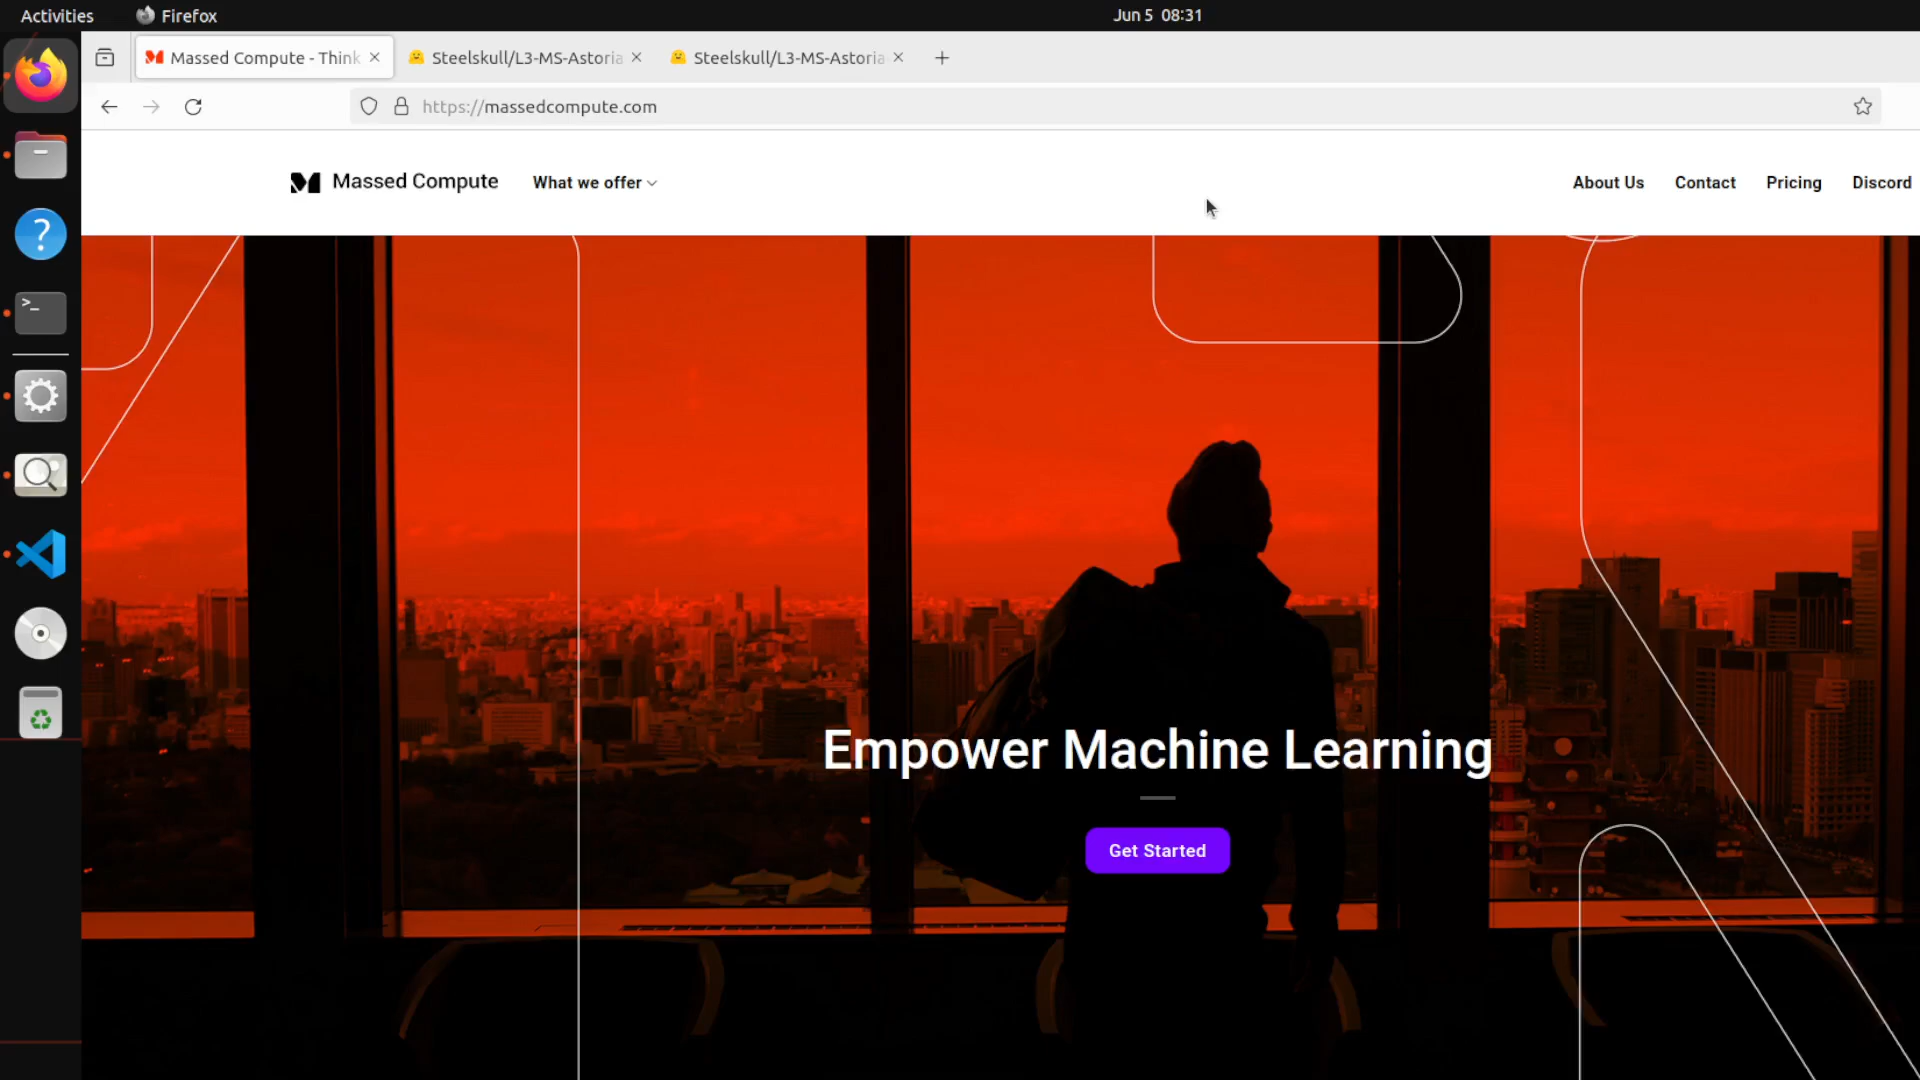 Activities Firefox Jun 5 08:31
Massed Compute - Think Steelskull/L3-MS-Astoria Steelskull/L3-MS-Astoria
https://massedcompute.com
Massed Compute What we offer About Us Contact Pricing Discord
Empower Machine Learning
Get Started